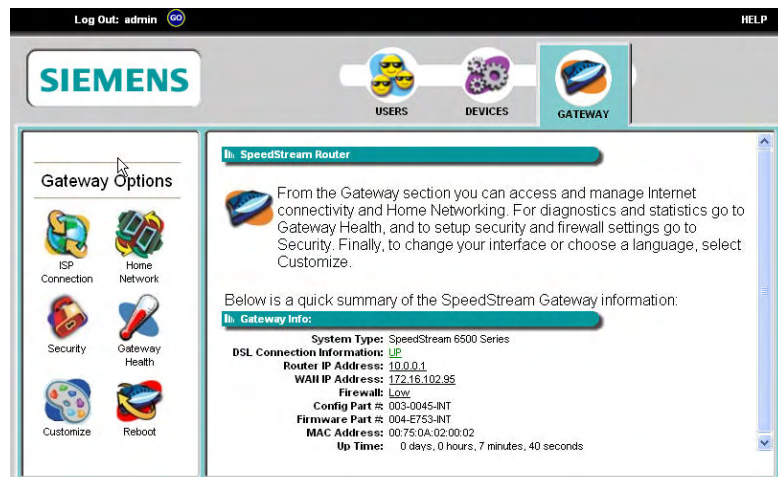 Log Out: admin GO
HELP
SIEMENS
USERS
DEVICES
GATEWAY
Gateway Options
ISP
Connection
Home
Network
Security
Gateway
Health
Customize
Reboot
SpeedStream Router
From the Gateway section you can access and manage Internet
connectivity and Home Networking. For diagnostics and statistics go to
Gateway Health, and to setup security and firewall settings go to
Security. Finally, to change your interface or choose a language, select
Customize.
Below is a quick summary of the SpeedStream Gateway information:
Gateway Info:
System Type: SpeedStream 6500 Series
DSL Connection Information: UP
Router IP Address: 10.0.0.1
WAN IP Address: 172.16.102.95
Firewall: Low
Config Part #: 003-0045-INT
Firmware Part #: 004-E753-INT
MAC Address: 00:75:0A:02:00:02
Up Time: 0 days, 0 hours, 7 minutes, 40 seconds